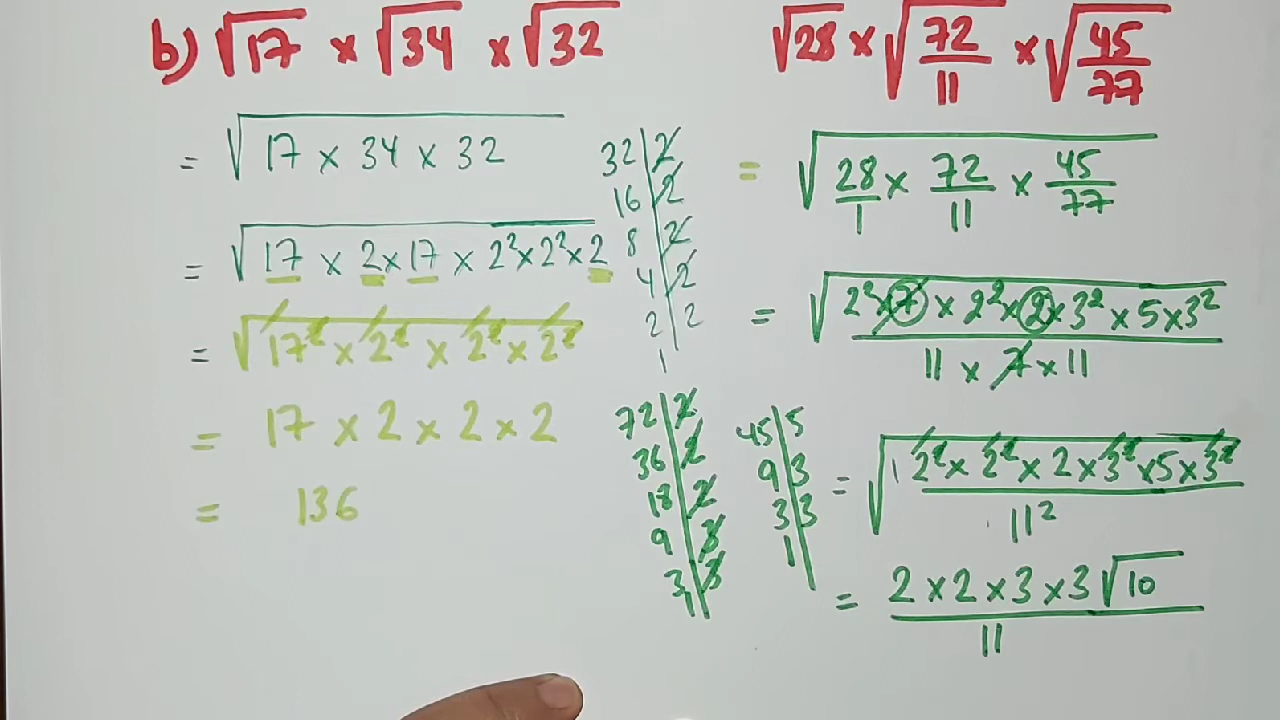 b) √17 × √34 × √32
= √(17 × 34 × 32)
= √(17 × 2 × 17 × 2² × 2² × 2)
= √(17² × 2² × 2² × 2²)
= 17 × 2 × 2 × 2
= 136
32 | 2
16 | 2
8 | 2
4 | 2
2 | 2
1
72 | 2
36 | 2
18 | 2
9 | 3
3 | 3
1
45 | 5
9 | 3
3 | 3
1
√28 × √(72/11) × √(45/77)
= √(28/1 × 72/11 × 45/77)
= √((2² × 7 × 2² × 2 × 3² × 5 × 3²)/(11 × 7 × 11))
= √((2² × 2² × 2 × 3² × 5 × 3²)/11²)
= (2 × 2 × 3 × 3 √10)/11